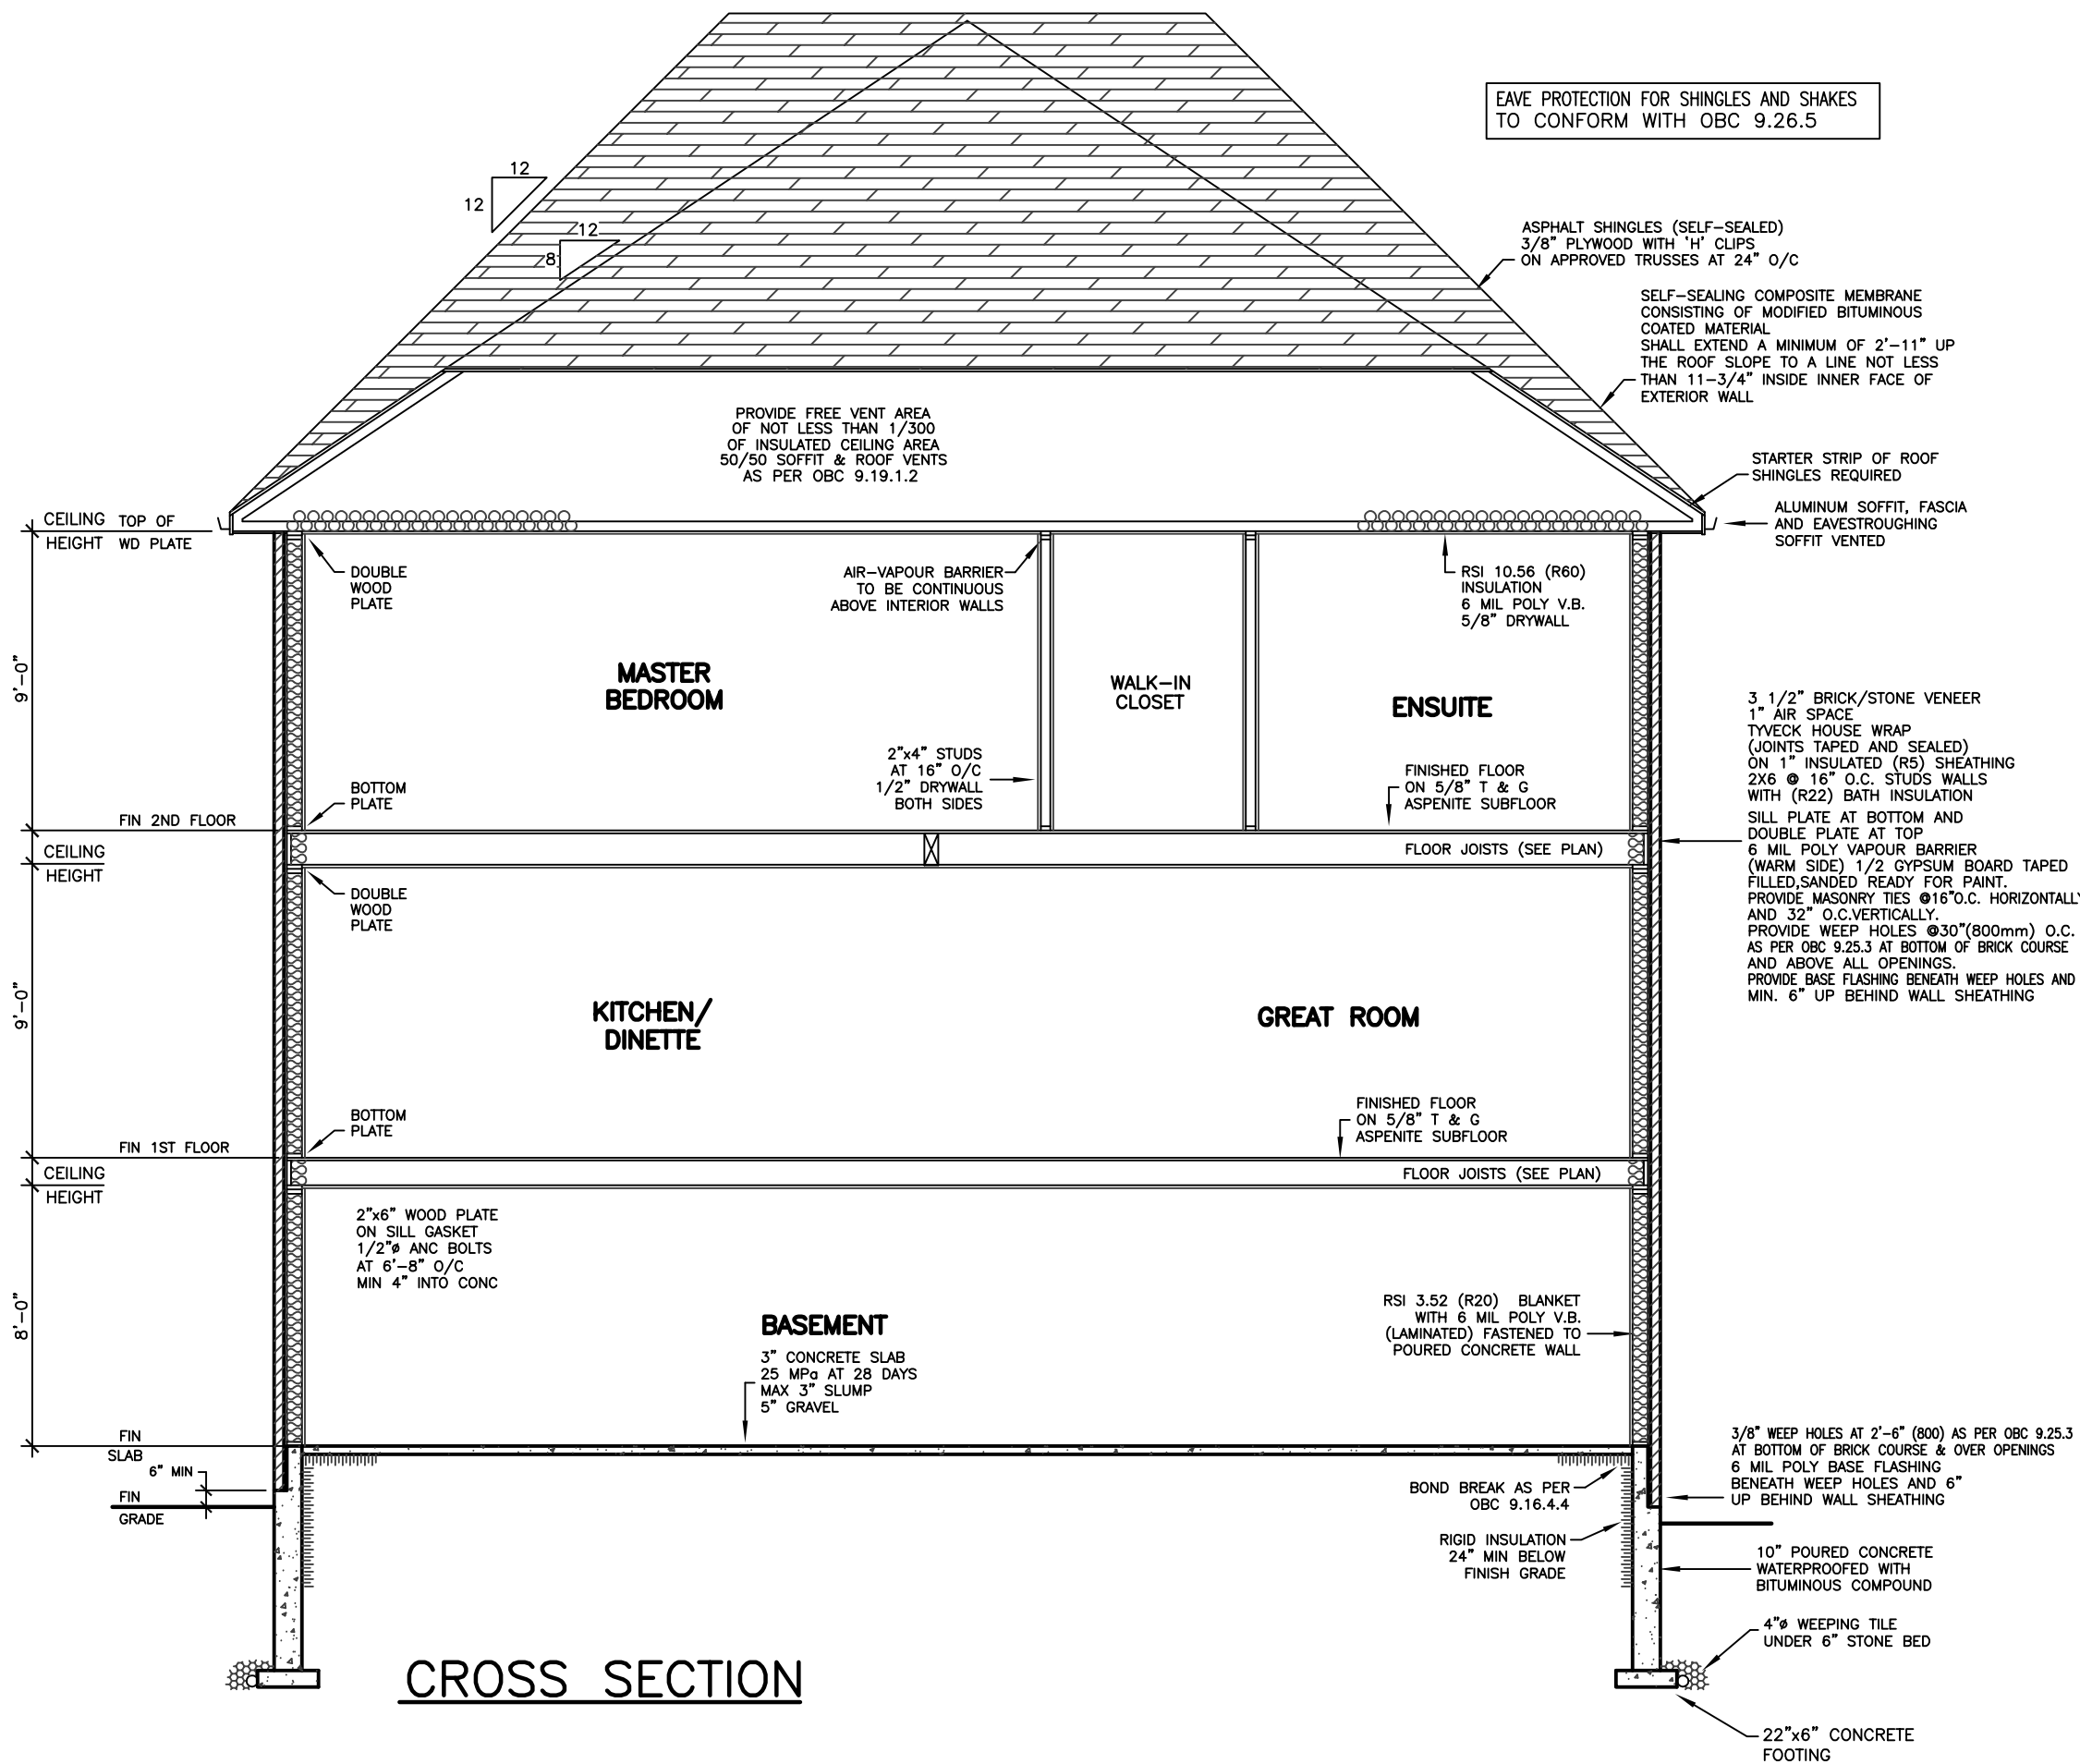 EAVE PROTECTION FOR SHINGLES AND SHAKES
TO CONFORM WITH OBC 9.26.5
12
12
12
8
ASPHALT SHINGLES (SELF-SEALED)
3/8" PLYWOOD WITH 'H' CLIPS
ON APPROVED TRUSSES AT 24" O/C
SELF-SEALING COMPOSITE MEMBRANE
CONSISTING OF MODIFIED BITUMINOUS
COATED MATERIAL
SHALL EXTEND A MINIMUM OF 2'-11" UP
THE ROOF SLOPE TO A LINE NOT LESS
THAN 11-3/4" INSIDE INNER FACE OF
EXTERIOR WALL
PROVIDE FREE VENT AREA
OF NOT LESS THAN 1/300
OF INSULATED CEILING AREA
50/50 SOFFIT & ROOF VENTS
AS PER OBC 9.19.1.2
STARTER STRIP OF ROOF
SHINGLES REQUIRED
ALUMINUM SOFFIT, FASCIA
AND EAVESTROUGHING
SOFFIT VENTED
CEILING TOP OF
HEIGHT WD PLATE
DOUBLE
WOOD
PLATE
AIR-VAPOUR BARRIER
TO BE CONTINUOUS
ABOVE INTERIOR WALLS
RSI 10.56 (R60)
INSULATION
6 MIL POLY V.B.
5/8" DRYWALL
9'-0"
MASTER
BEDROOM
WALK-IN
CLOSET
ENSUITE
3 1/2" BRICK/STONE VENEER
1" AIR SPACE
TYVECK HOUSE WRAP
(JOINTS TAPED AND SEALED)
ON 1" INSULATED (R5) SHEATHING
2X6 @ 16" O.C. STUDS WALLS
WITH (R22) BATH INSULATION
SILL PLATE AT BOTTOM AND
DOUBLE PLATE AT TOP
6 MIL POLY VAPOUR BARRIER
(WARM SIDE) 1/2 GYPSUM BOARD TAPED
FILLED,SANDED READY FOR PAINT.
PROVIDE MASONRY TIES @16"O.C. HORIZONTALLY
AND 32" O.C.VERTICALLY.
PROVIDE WEEP HOLES @30"(800mm) O.C.
AS PER OBC 9.25.3 AT BOTTOM OF BRICK COURSE
AND ABOVE ALL OPENINGS.
PROVIDE BASE FLASHING BENEATH WEEP HOLES AND
MIN. 6" UP BEHIND WALL SHEATHING
2"x4" STUDS
AT 16" O/C
1/2" DRYWALL
BOTH SIDES
FINISHED FLOOR
ON 5/8" T & G
ASPENITE SUBFLOOR
BOTTOM
PLATE
FIN 2ND FLOOR
CEILING
HEIGHT
FLOOR JOISTS (SEE PLAN)
DOUBLE
WOOD
PLATE
9'-0"
KITCHEN/
DINETTE
GREAT ROOM
BOTTOM
PLATE
FINISHED FLOOR
ON 5/8" T & G
ASPENITE SUBFLOOR
FIN 1ST FLOOR
CEILING
HEIGHT
FLOOR JOISTS (SEE PLAN)
2"x6" WOOD PLATE
ON SILL GASKET
1/2"ø ANC BOLTS
AT 6'-8" O/C
MIN 4" INTO CONC
8'-0"
BASEMENT
3" CONCRETE SLAB
25 MPa AT 28 DAYS
MAX 3" SLUMP
5" GRAVEL
RSI 3.52 (R20) BLANKET
WITH 6 MIL POLY V.B.
(LAMINATED) FASTENED TO
POURED CONCRETE WALL
FIN
SLAB
6" MIN
FIN
GRADE
3/8" WEEP HOLES AT 2'-6" (800) AS PER OBC 9.25.3
AT BOTTOM OF BRICK COURSE & OVER OPENINGS
6 MIL POLY BASE FLASHING
BENEATH WEEP HOLES AND 6"
UP BEHIND WALL SHEATHING
BOND BREAK AS PER
OBC 9.16.4.4
RIGID INSULATION
24" MIN BELOW
FINISH GRADE
10" POURED CONCRETE
WATERPROOFED WITH
BITUMINOUS COMPOUND
4"ø WEEPING TILE
UNDER 6" STONE BED
CROSS SECTION
22"x6" CONCRETE
FOOTING